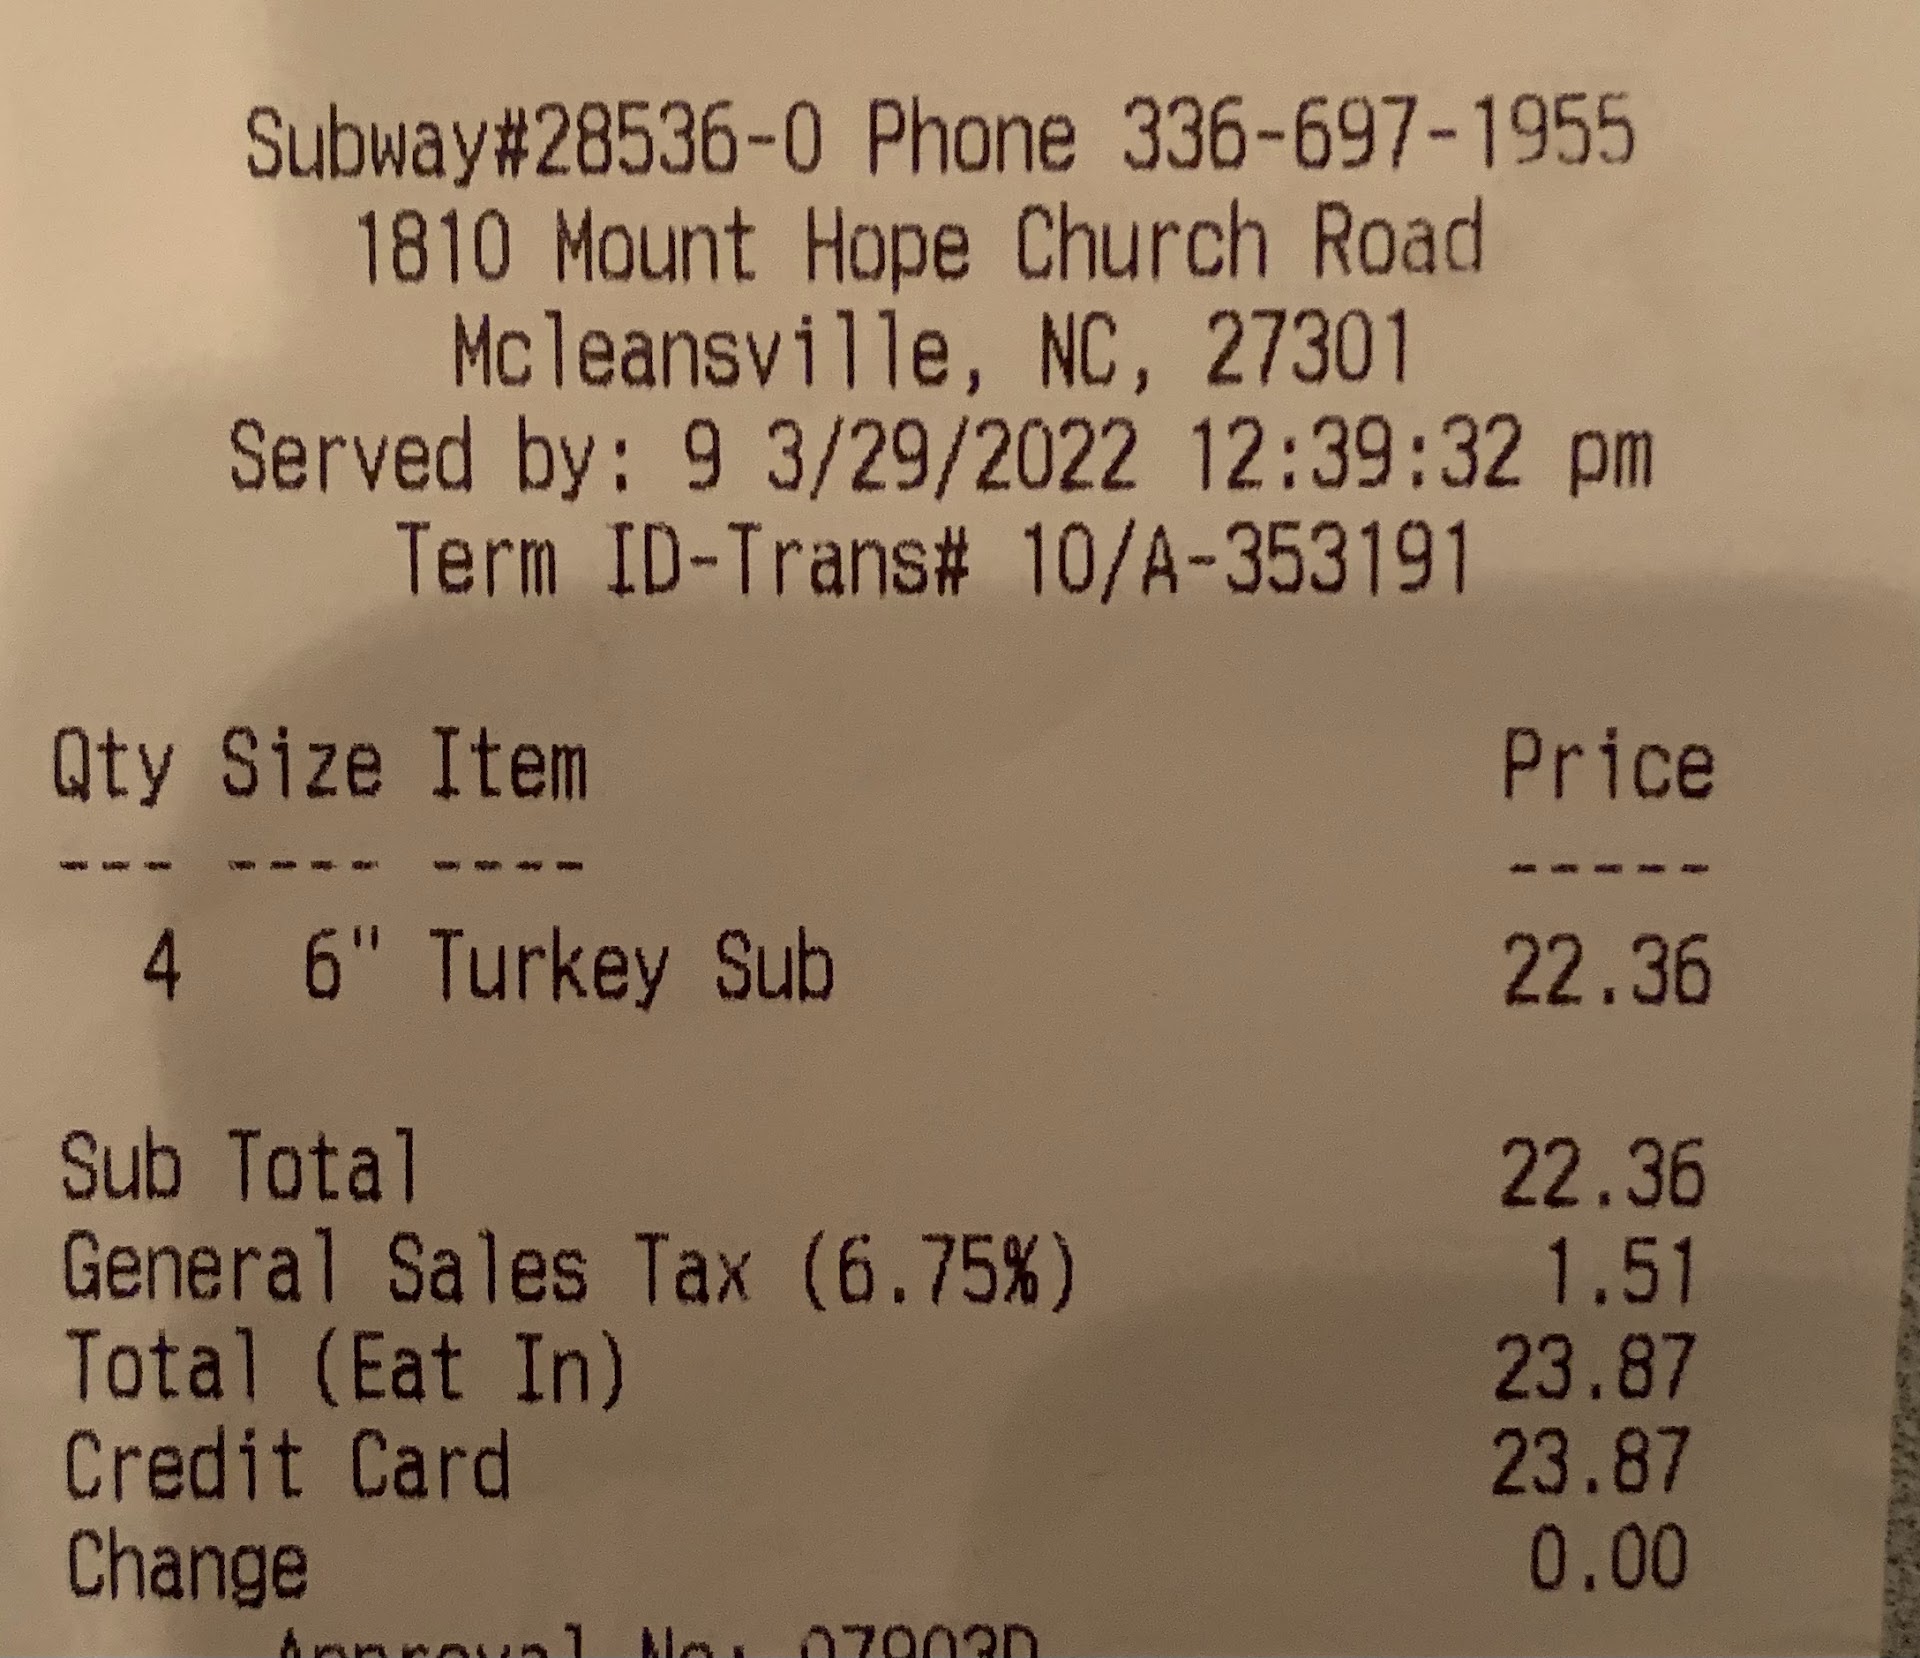 Subway#28536-0 Phone 336-697-1955
1810 Mount Hope Church Road
Mcleansville, NC, 27301
Served by: 9 3/29/2022 12:39:32 pm
Term ID-Trans# 10/A-353191
Qty Size Item Price
--- ---- ---- -----
4 6" Turkey Sub 22.36
Sub Total 22.36
General Sales Tax (6.75%) 1.51
Total (Eat In) 23.87
Credit Card 23.87
Change 0.00
Approval No: